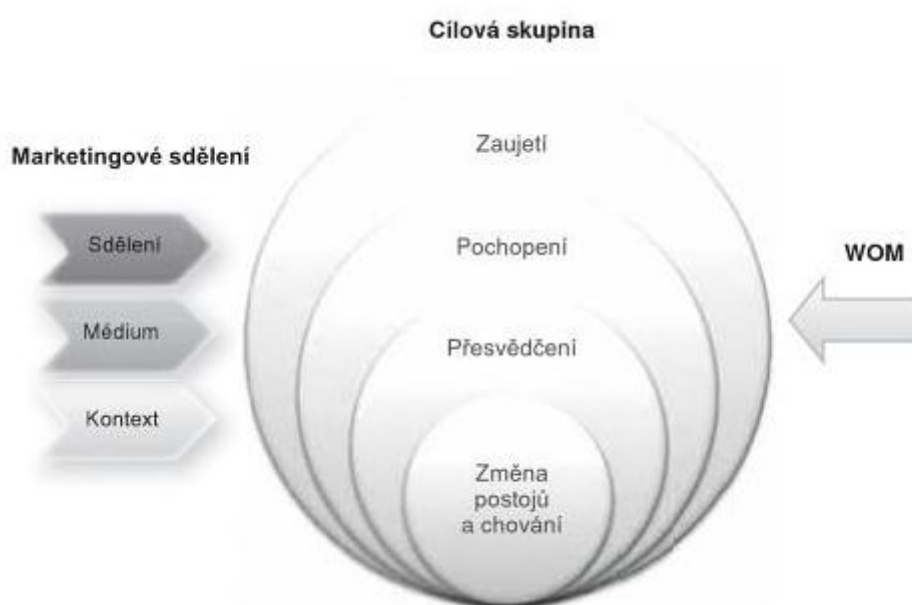 Cílová skupina
Marketingové sdělení
Sdělení
Médium
Kontext
Zaujetí
Pochopení
Přesvědčení
Změna
postojů
a chování
WOM